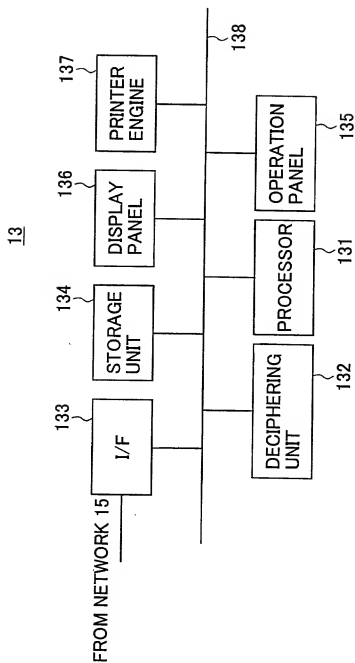 13
133
134
136
137
I/F
STORAGE
UNIT
DISPLAY
PANEL
PRINTER
ENGINE
FROM NETWORK 15
138
DECIPHERING
UNIT
PROCESSOR
OPERATION
PANEL
132
131
135